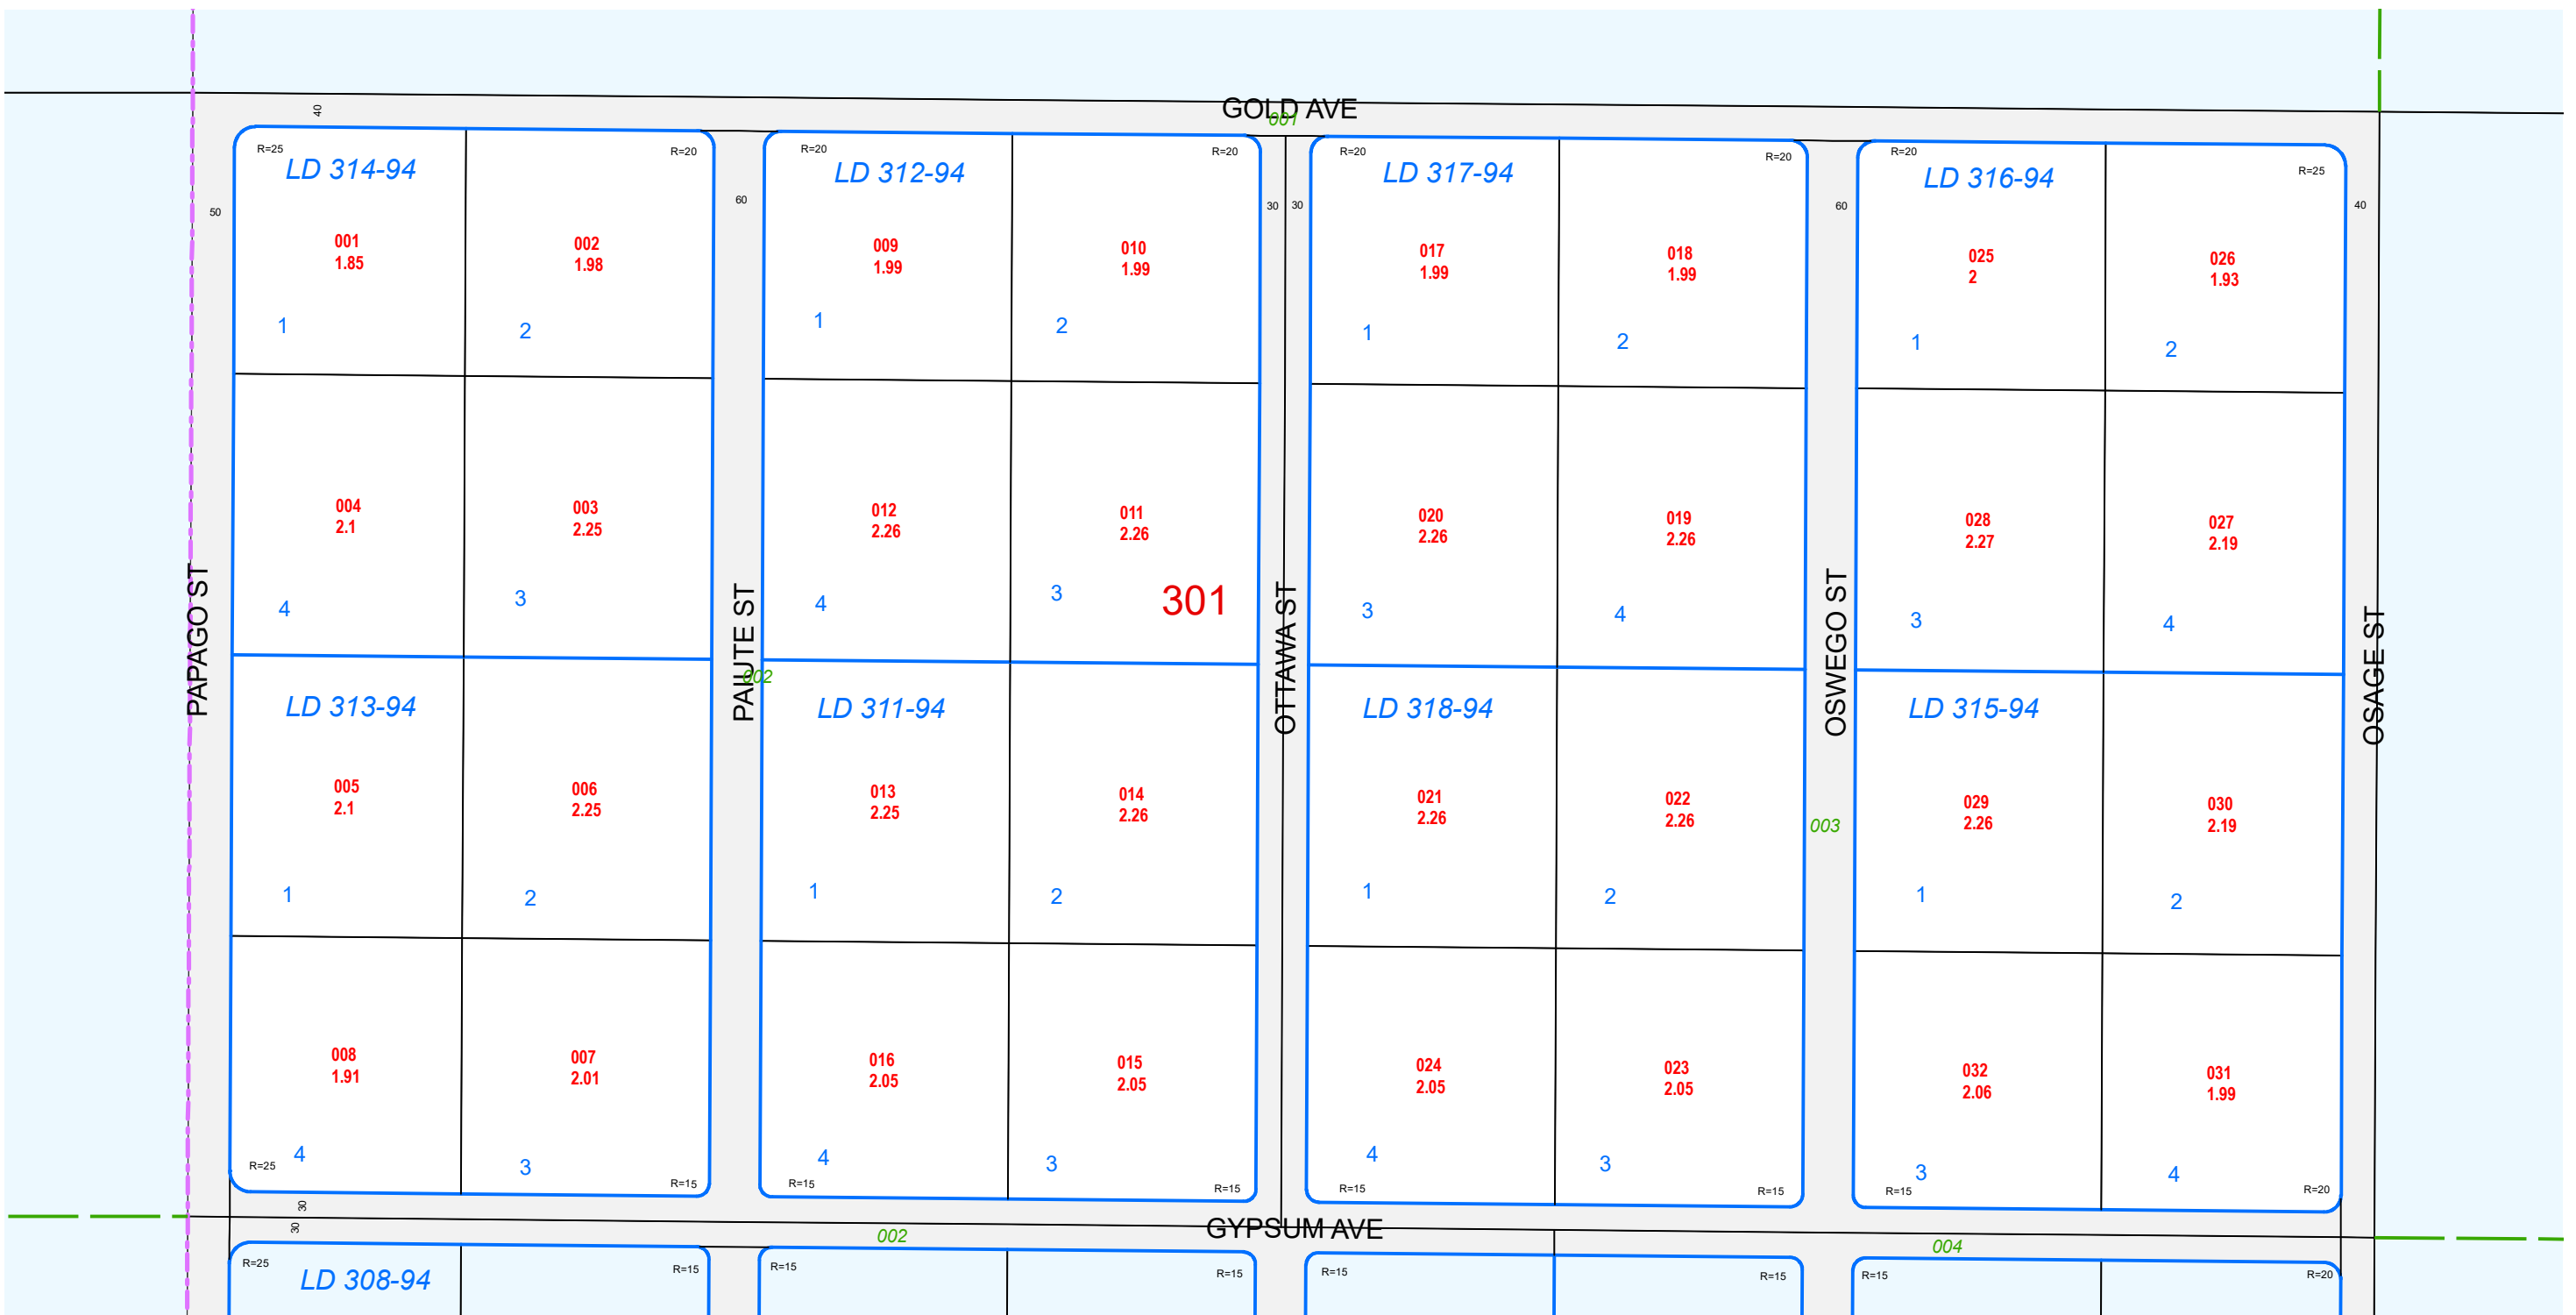 GOLD AVE
001
40
R=25
LD 314-94
R=20
R=20
LD 312-94
R=20
R=20
LD 317-94
R=20
R=20
LD 316-94
R=25
50
60
30
30
60
40
001
1.85
002
1.98
009
1.99
010
1.99
017
1.99
018
1.99
025
2
026
1.93
1
2
1
2
1
2
1
2
004
2.1
003
2.25
012
2.26
011
2.26
020
2.26
019
2.26
028
2.27
027
2.19
4
3
4
3
301
3
4
3
4
PAPAGO ST
PAIUTE ST
002
OTTAWA ST
OSWEGO ST
OSAGE ST
LD 313-94
LD 311-94
LD 318-94
LD 315-94
005
2.1
006
2.25
013
2.25
014
2.26
021
2.26
022
2.26
003
029
2.26
030
2.19
1
2
1
2
1
2
1
2
008
1.91
007
2.01
016
2.05
015
2.05
024
2.05
023
2.05
032
2.06
031
1.99
4
3
4
3
4
3
3
4
R=25
R=15
R=15
R=15
R=15
R=15
R=15
R=20
30
30
002
GYPSUM AVE
004
R=25
LD 308-94
R=15
R=15
R=15
R=15
R=15
R=15
R=20